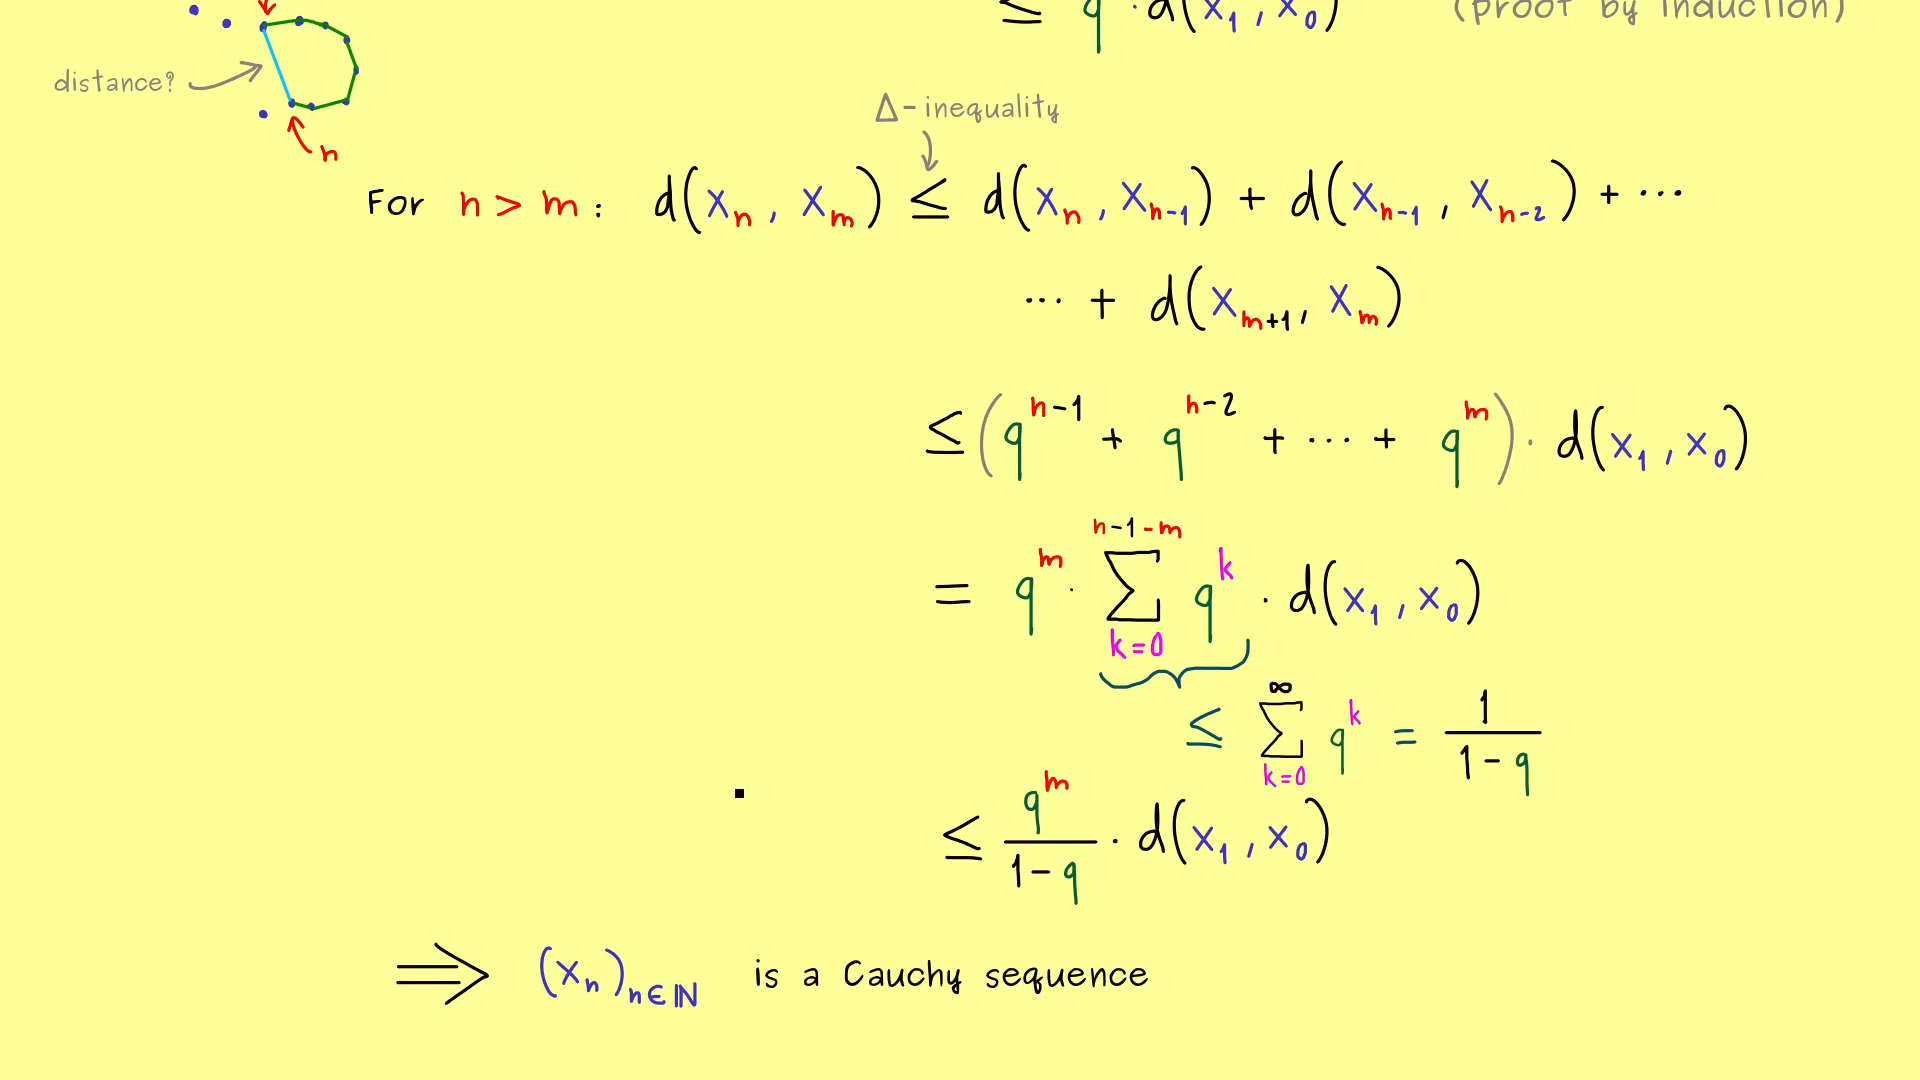 ≤ q · d(x₁, x₀) (proof by induction)
distance?
n
Δ-inequality
For n > m : d(xₙ, xₘ) ≤ d(xₙ, xₙ₋₁) + d(xₙ₋₁, xₙ₋₂) + ···
··· + d(xₘ₊₁, xₘ)
≤ (qⁿ⁻¹ + qⁿ⁻² + ··· + qᵐ) · d(x₁, x₀)
= qᵐ · ∑_{k=0}^{n-1-m} qᵏ · d(x₁, x₀)
≤ ∑_{k=0}^{∞} qᵏ = 1/(1-q)
≤ qᵐ/(1-q) · d(x₁, x₀)
⟹ (xₙ)_{n∈ℕ} is a Cauchy sequence